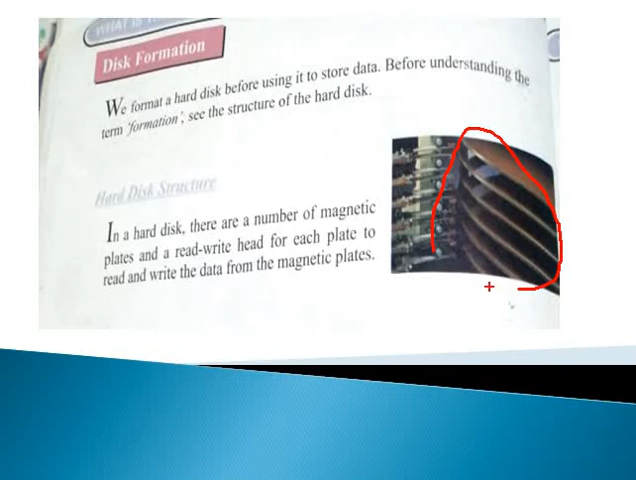 WHAT IS
Disk Formation
We format a hard disk before using it to store data. Before understanding the
term 'formation', see the structure of the hard disk.
Hard Disk Structure
In a hard disk, there are a number of magnetic
plates and a read-write head for each plate to
read and write the data from the magnetic plates.